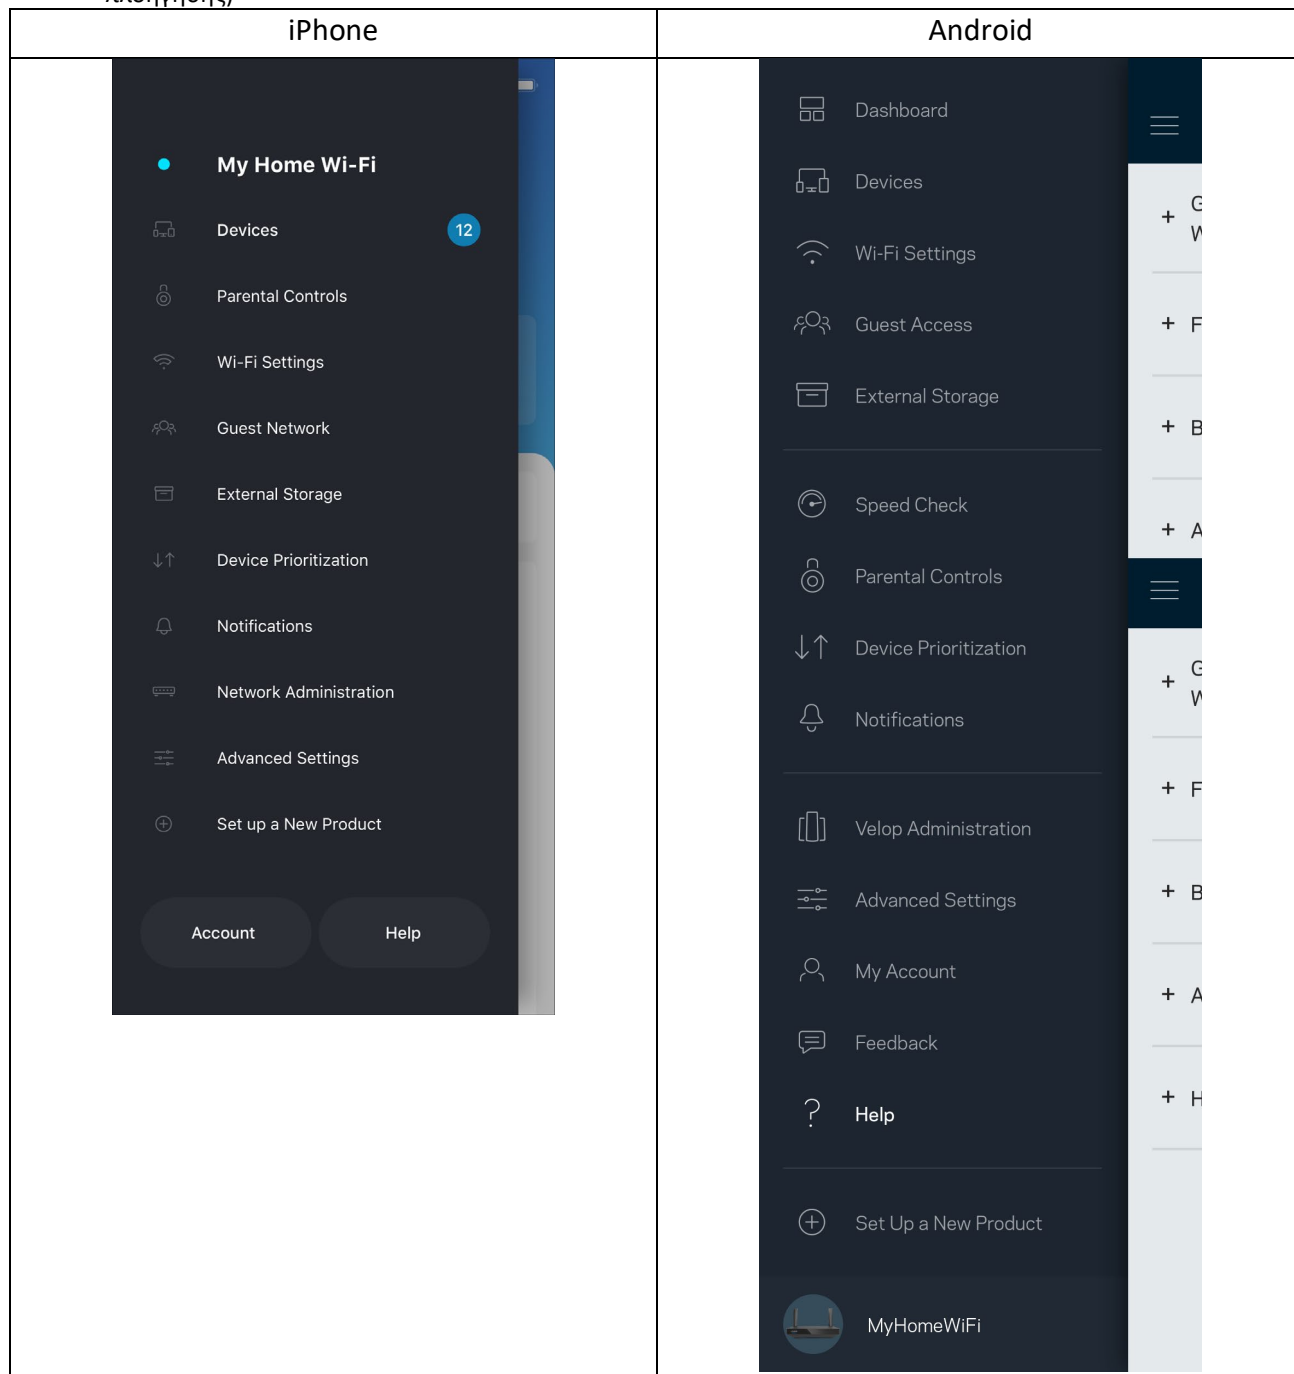 iPhone
Android
My Home Wi-Fi
Devices 12
Parental Controls
Wi-Fi Settings
Guest Network
External Storage
Device Prioritization
Notifications
Network Administration
Advanced Settings
Set up a New Product
Account Help
Dashboard
Devices
Wi-Fi Settings
Guest Access
External Storage
Speed Check
Parental Controls
Device Prioritization
Notifications
Velop Administration
Advanced Settings
My Account
Feedback
Help
Set Up a New Product
MyHomeWiFi